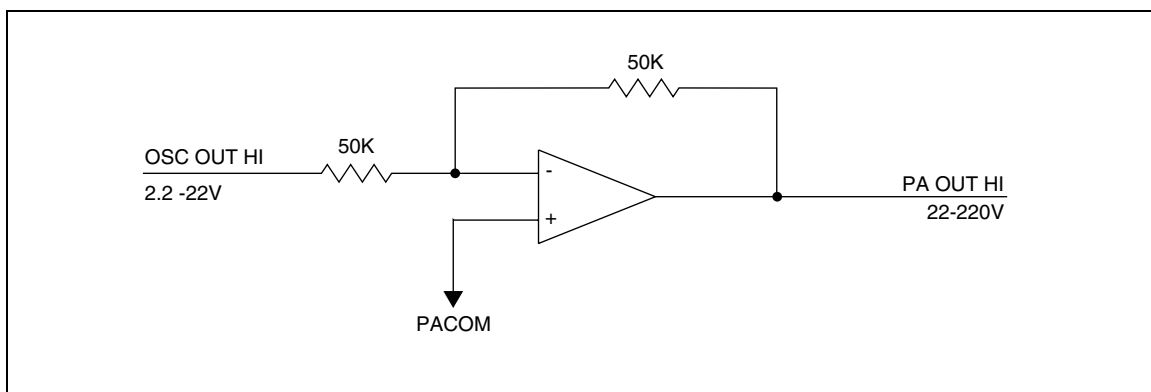 50K
50K
OSC OUT HI
2.2 -22V
-
+
PA OUT HI
22-220V
PACOM